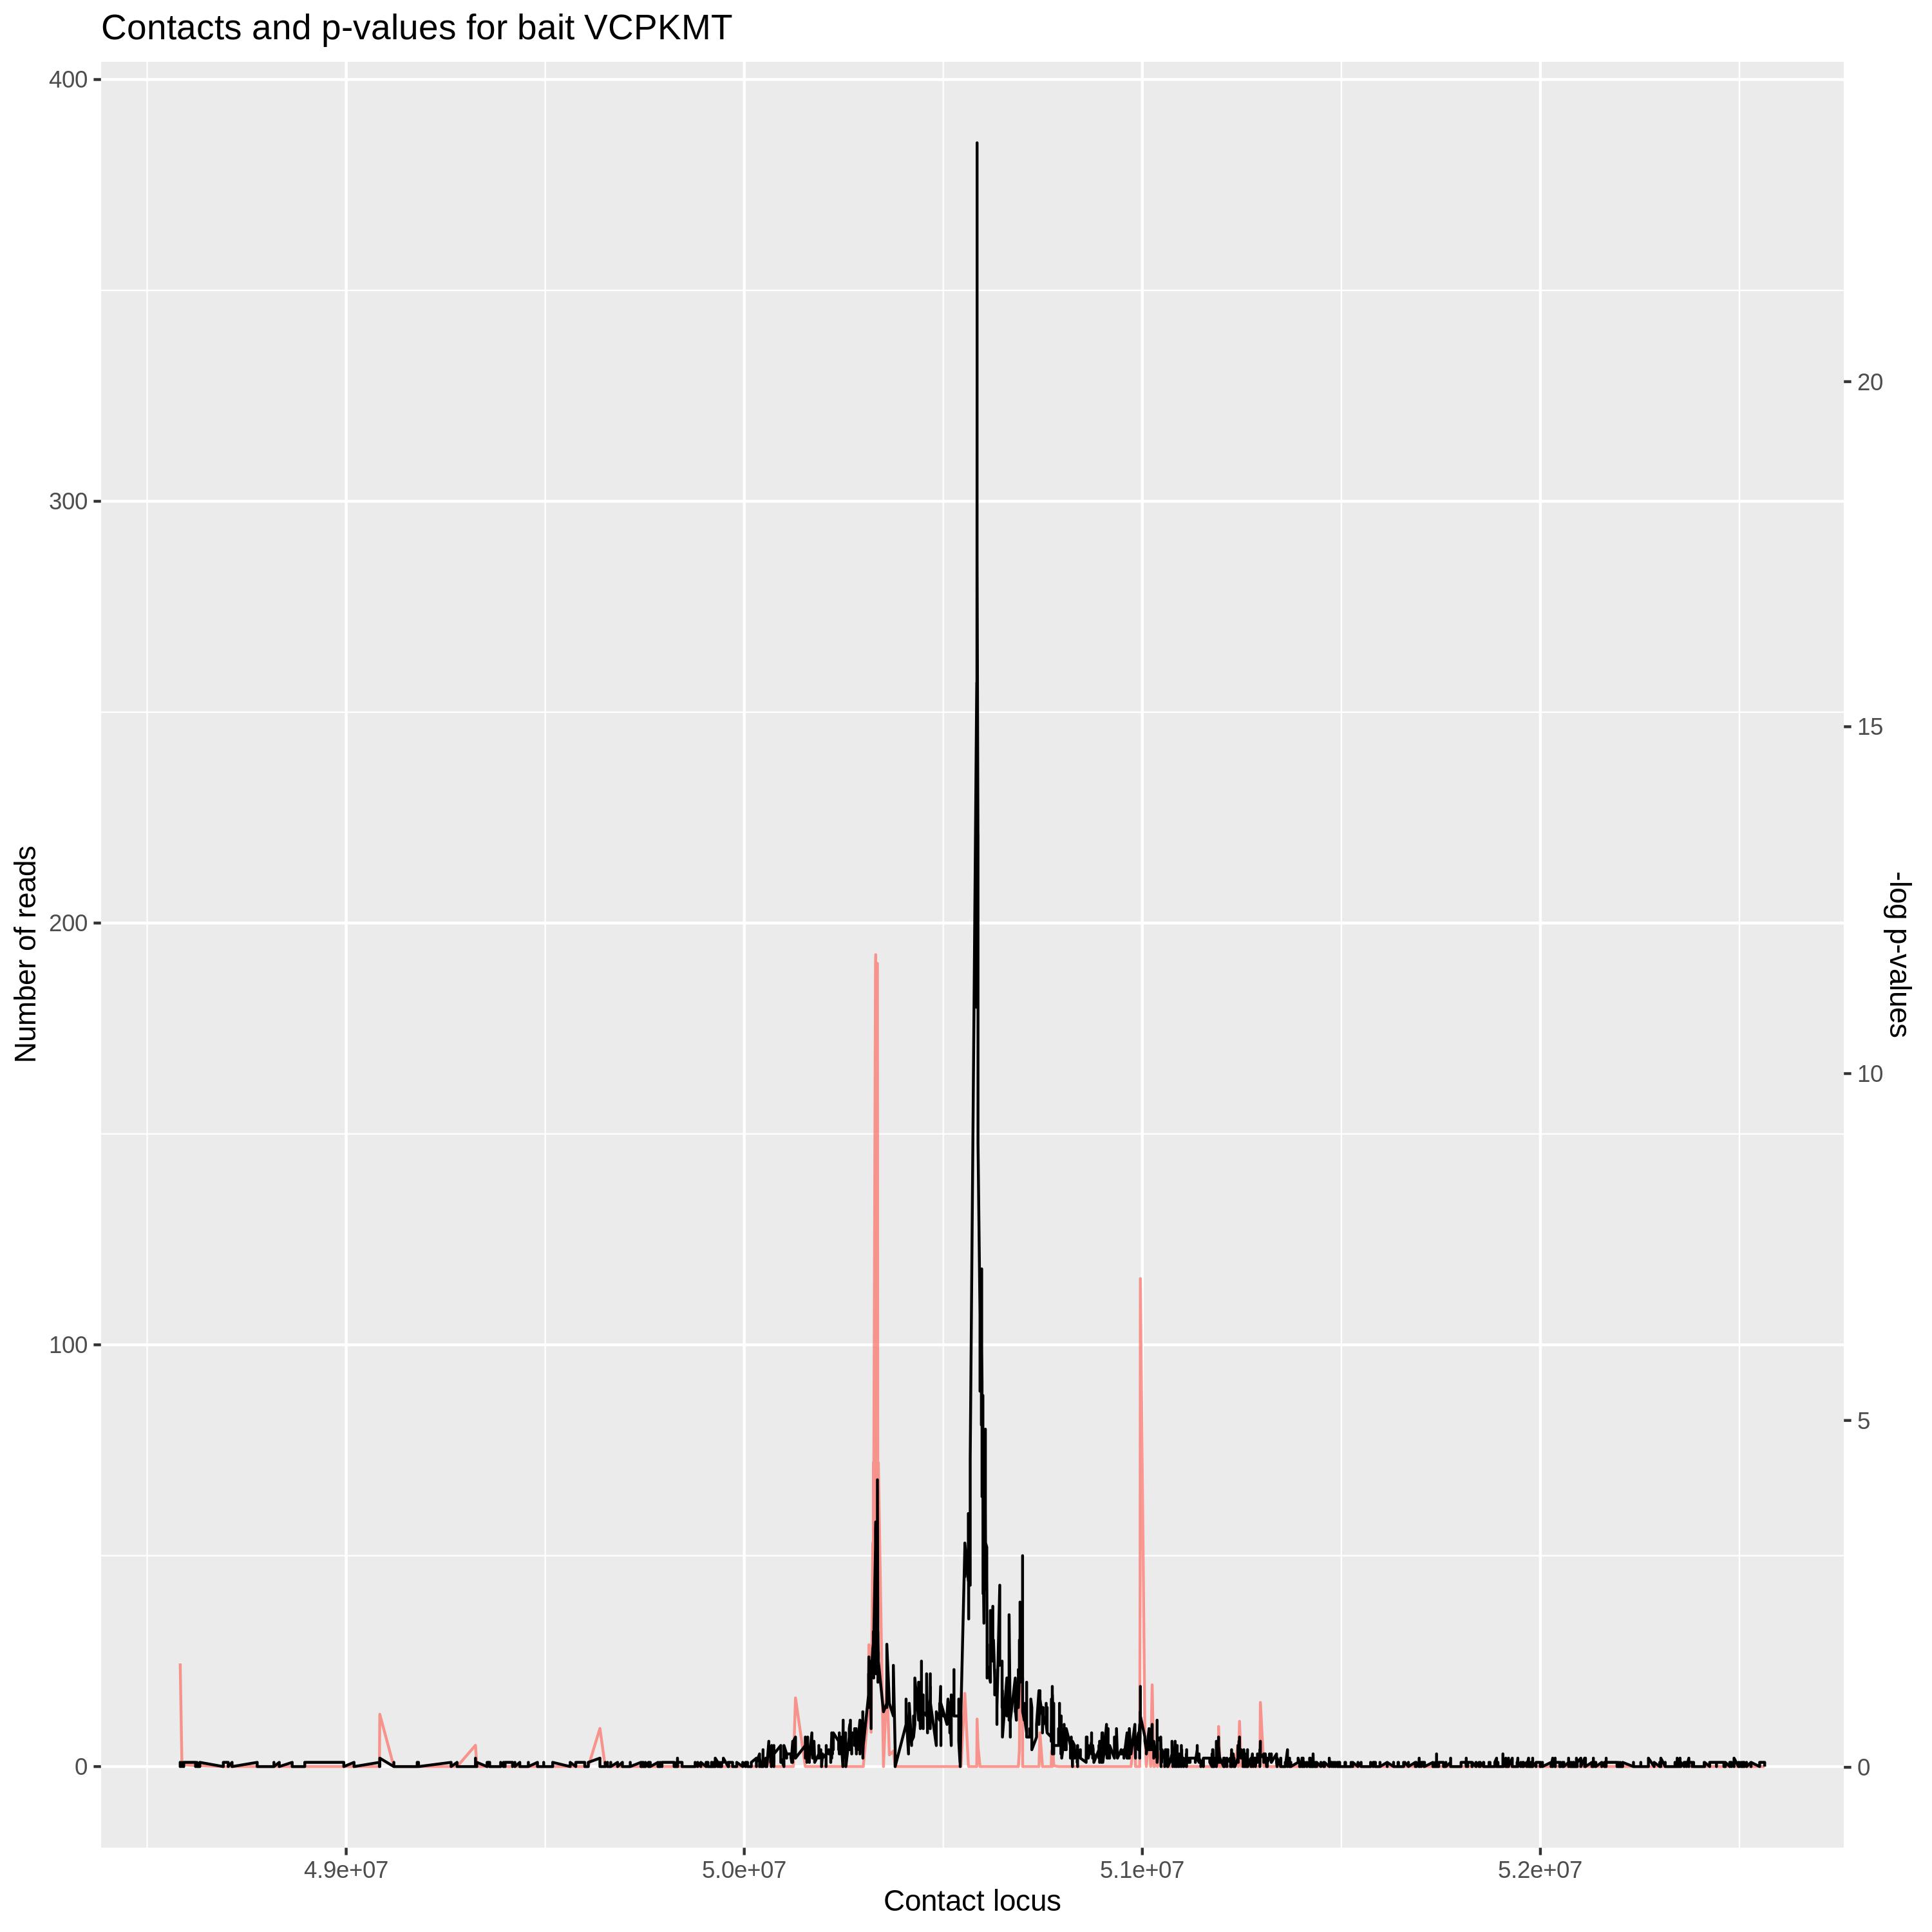 Contacts and p-values for bait VCPKMT
400
300
200
100
0
Number of reads
20
15
10
5
0
-log p-values
4.9e+07
5.0e+07
5.1e+07
5.2e+07
Contact locus